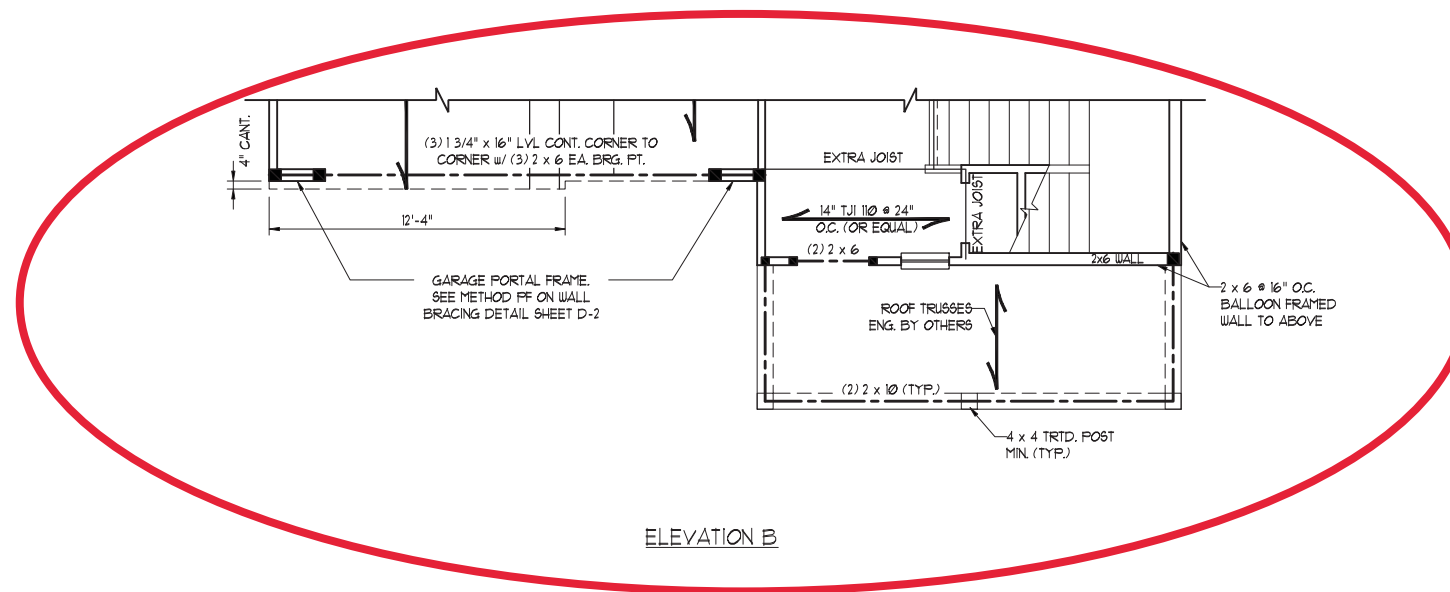 4" CANT.
(3) 1 3/4" x 16" LVL CONT. CORNER TO
CORNER w/ (3) 2 x 6 EA. BRG. PT.
12'-4"
GARAGE PORTAL FRAME.
SEE METHOD PF ON WALL
BRACING DETAIL SHEET D-2
EXTRA JOIST
EXTRA JOIST
14" TJI 110 @ 24"
O.C. (OR EQUAL)
(2) 2 x 6
2x6 WALL
2 x 6 @ 16" O.C.
BALLOON FRAMED
WALL TO ABOVE
ROOF TRUSSES
ENG. BY OTHERS
(2) 2 x 10 (TYP.)
4 x 4 TRTD. POST
MIN. (TYP.)
ELEVATION B